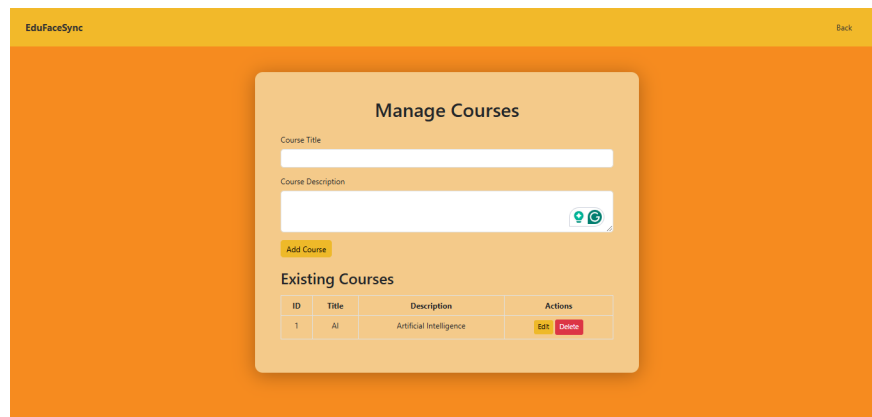 EduFaceSync Back
Manage Courses
Course Title
Course Description
Add Course
Existing Courses
ID Title Description Actions
1 AI Artificial Intelligence Edit Delete